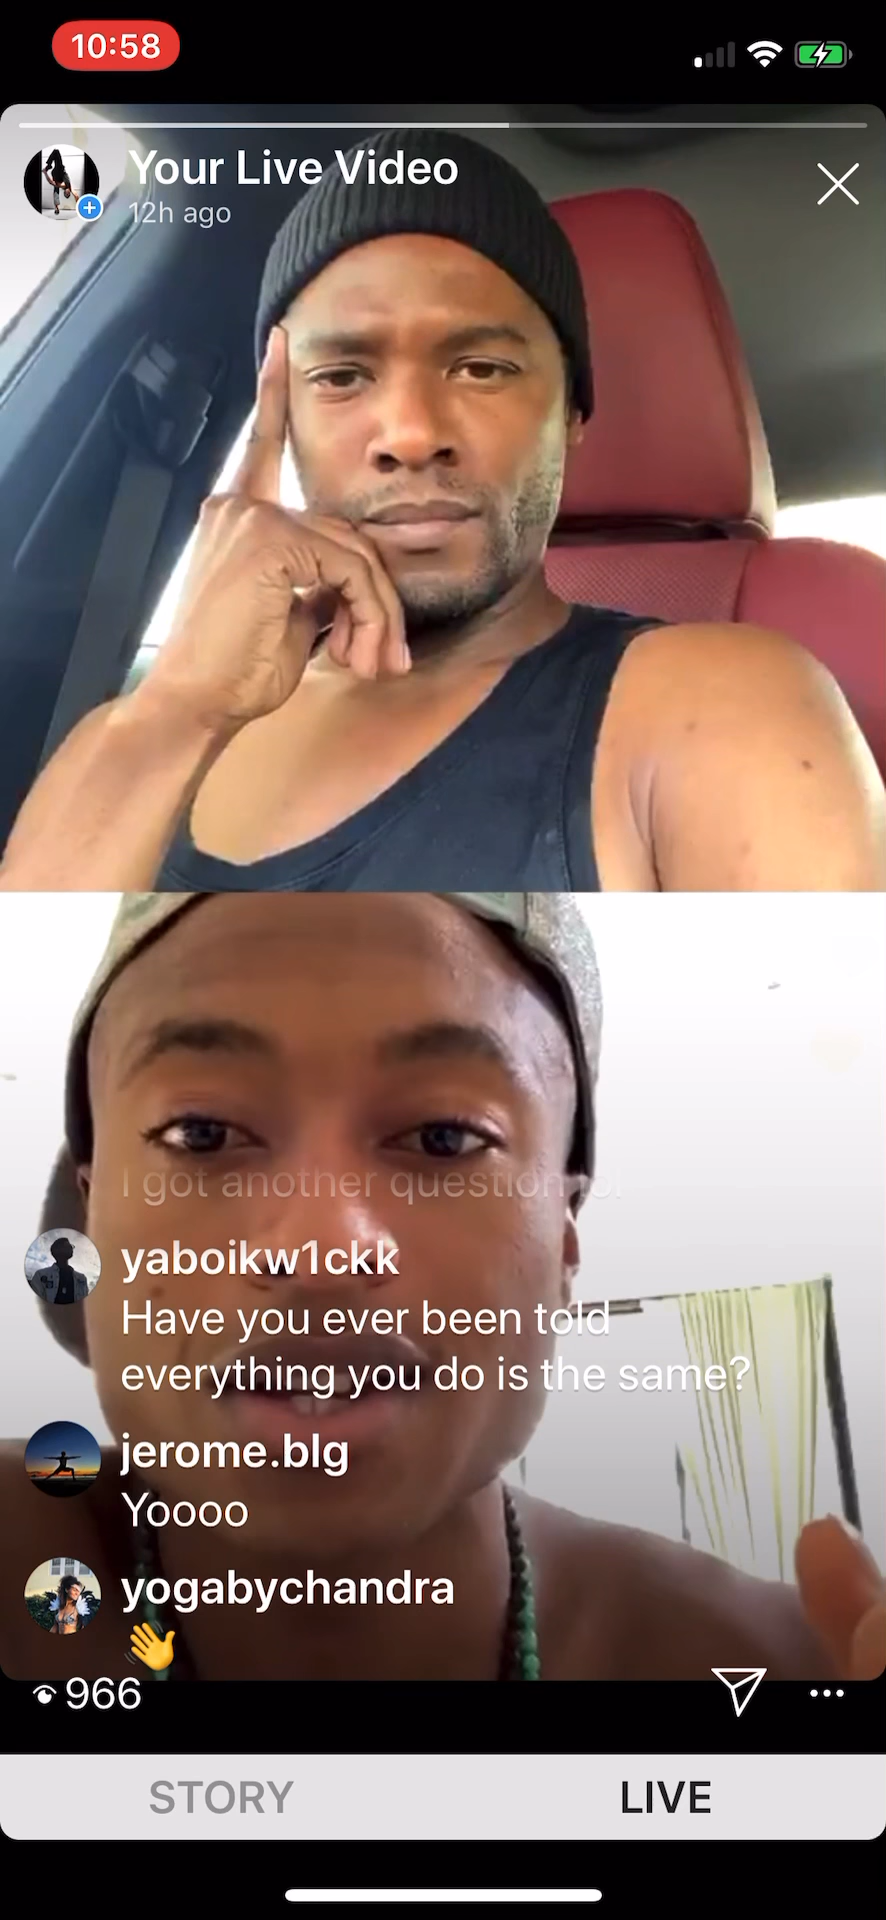 10:58
Your Live Video
12h ago
I got another question lol
yaboikw1ckk
Have you ever been told
everything you do is the same?
jerome.blg
Yoooo
yogabychandra
👋
966
STORY
LIVE